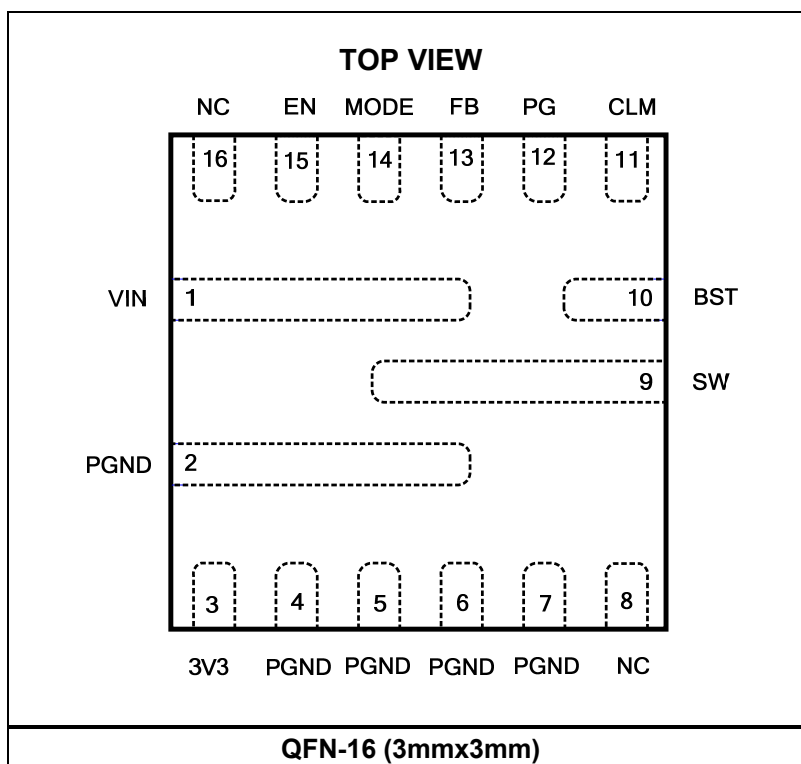 TOP VIEW
NC EN MODE FB PG CLM
16 15 14 13 12 11
VIN 1 10 BST
9 SW
PGND 2
3 4 5 6 7 8
3V3 PGND PGND PGND PGND NC
QFN-16 (3mmx3mm)